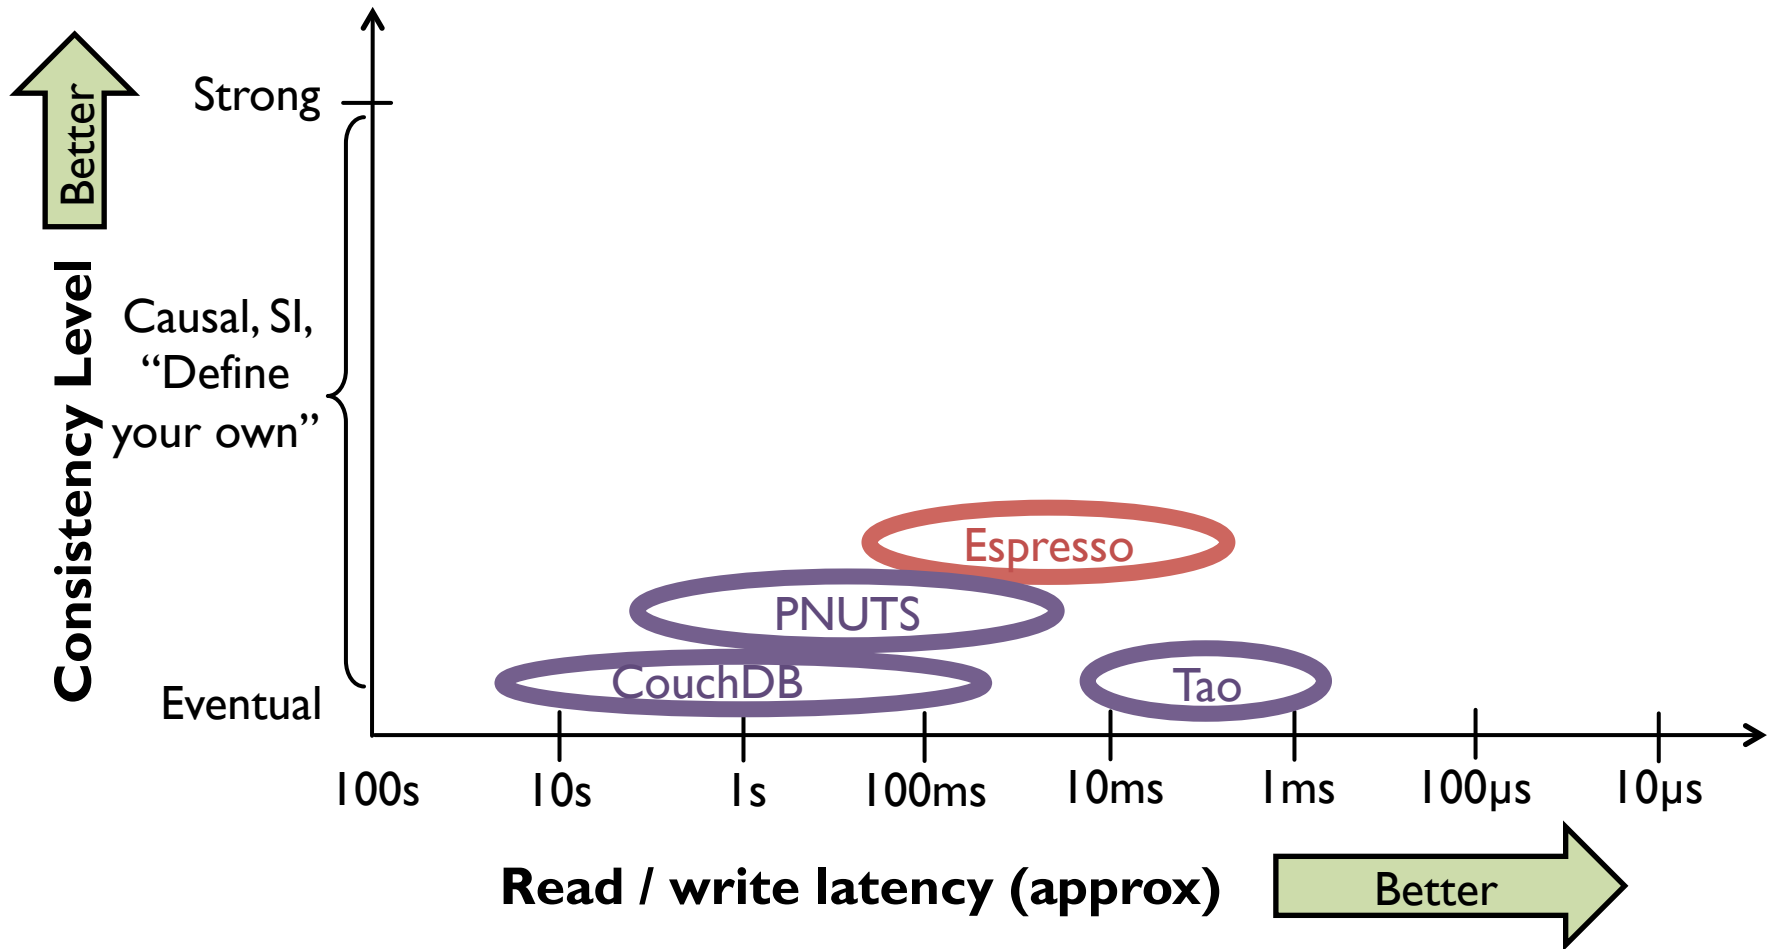 Better
Strong
Consistency Level
Causal, SI,
“Define
your own”
Espresso
PNUTS
CouchDB
Tao
Eventual
100s
10s
1s
100ms
10ms
1ms
100µs
10µs
Read / write latency (approx)
Better